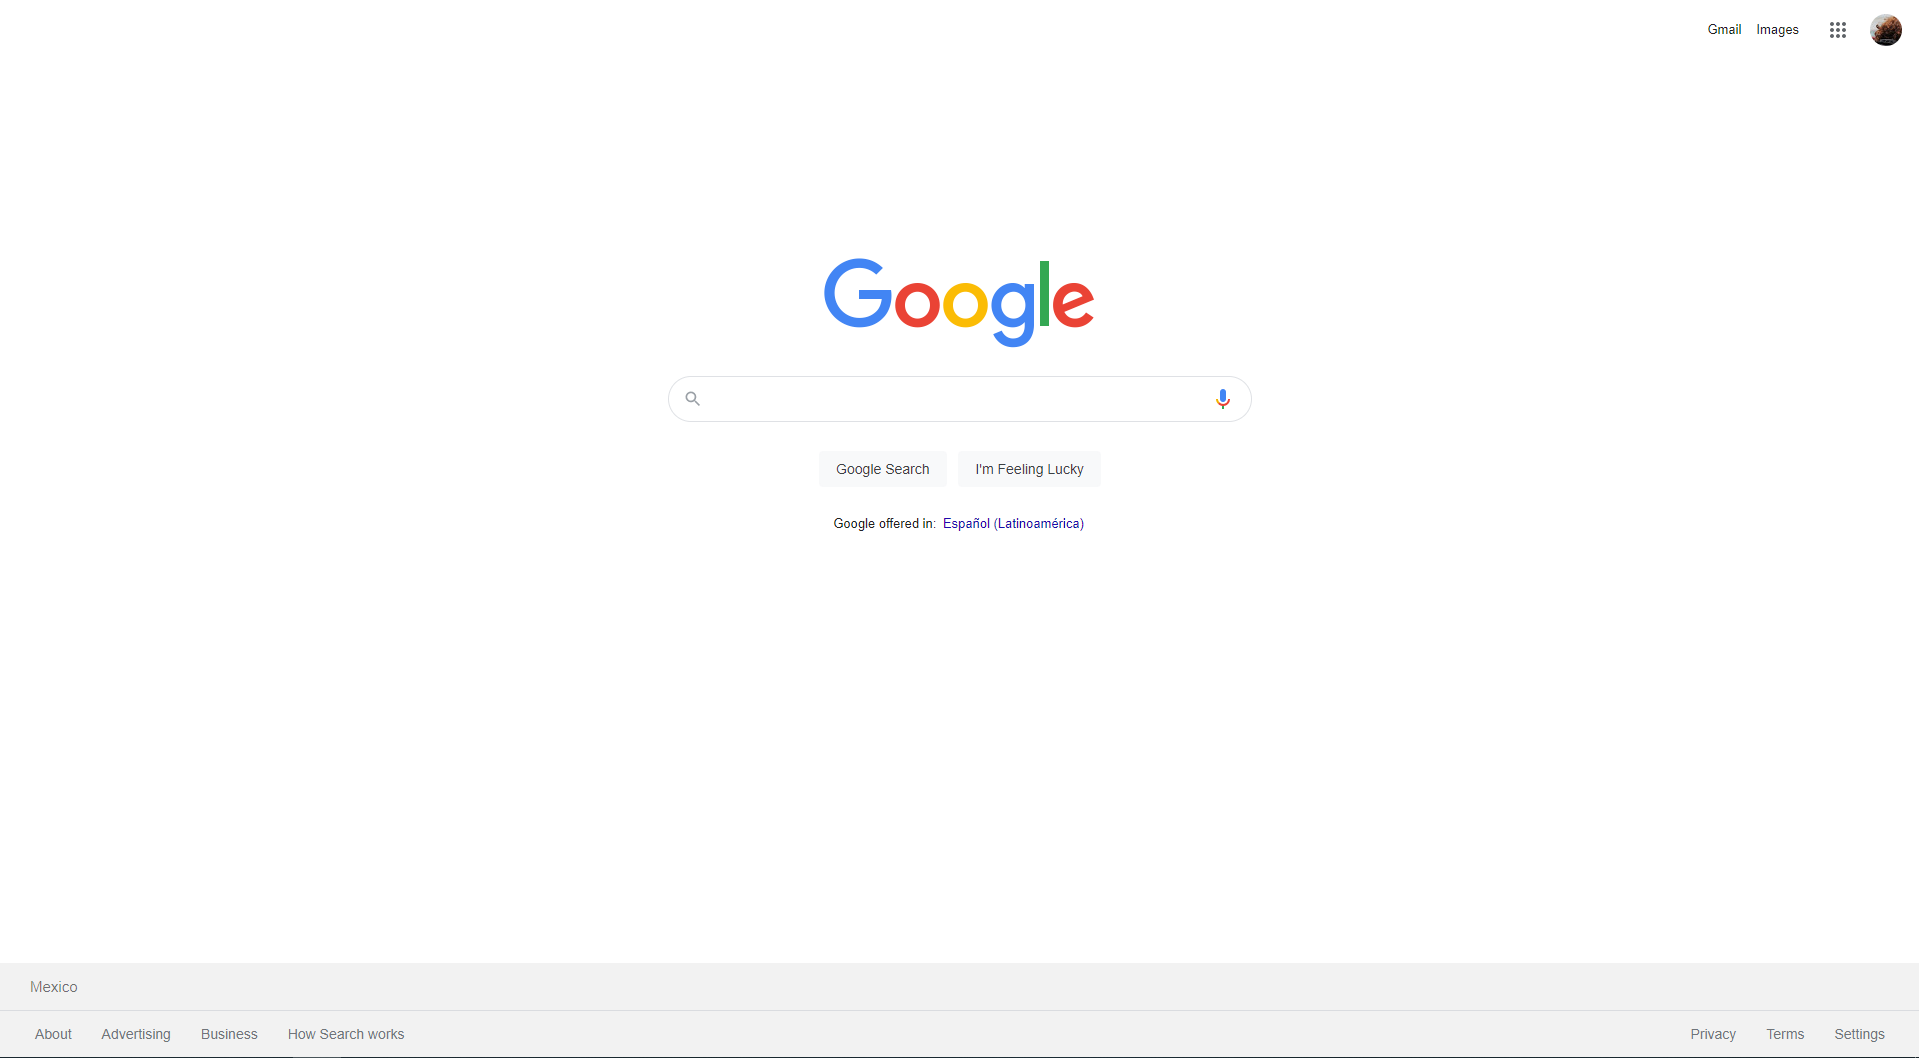 Gmail Images
Google
Google Search I'm Feeling Lucky
Google offered in: Español (Latinoamérica)
Mexico
About Advertising Business How Search works Privacy Terms Settings